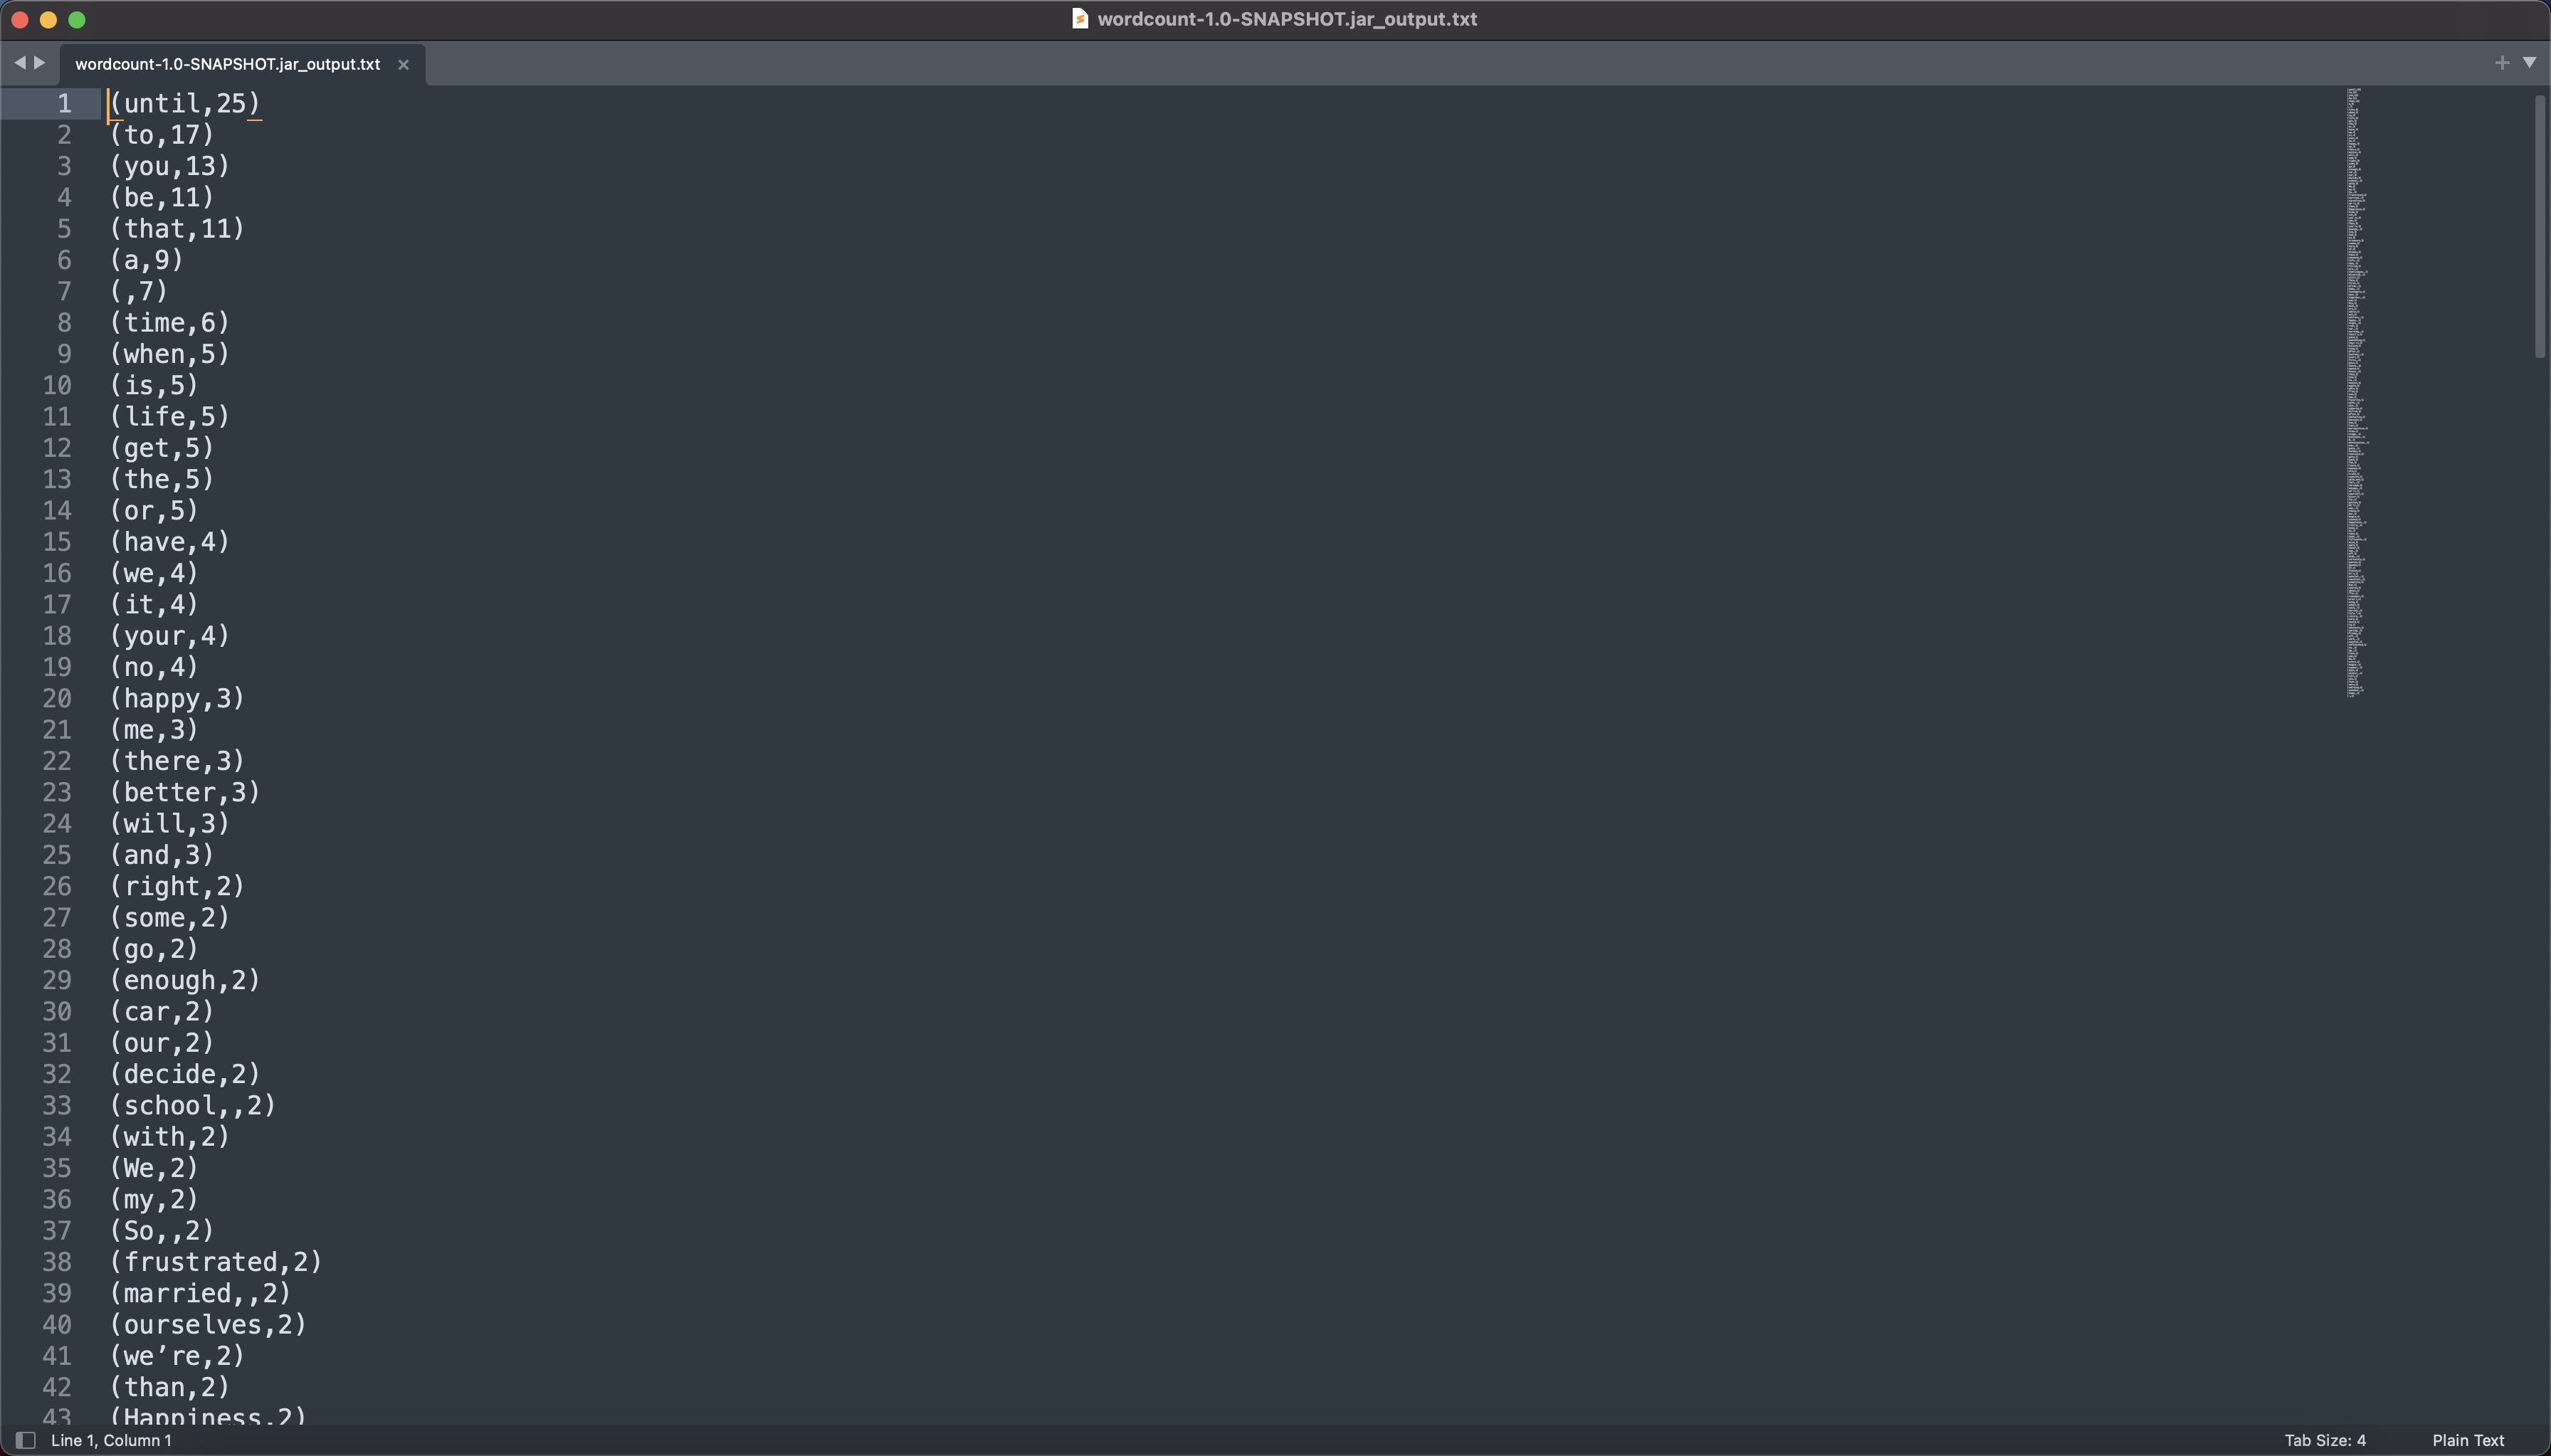 wordcount-1.0-SNAPSHOT.jar_output.txt
wordcount-1.0-SNAPSHOT.jar_output.txt ×
1 (until,25)
2 (to,17)
3 (you,13)
4 (be,11)
5 (that,11)
6 (a,9)
7 (,7)
8 (time,6)
9 (when,5)
10 (is,5)
11 (life,5)
12 (get,5)
13 (the,5)
14 (or,5)
15 (have,4)
16 (we,4)
17 (it,4)
18 (your,4)
19 (no,4)
20 (happy,3)
21 (me,3)
22 (there,3)
23 (better,3)
24 (will,3)
25 (and,3)
26 (right,2)
27 (some,2)
28 (go,2)
29 (enough,2)
30 (car,2)
31 (our,2)
32 (decide,2)
33 (school,,2)
34 (with,2)
35 (We,2)
36 (my,2)
37 (So,,2)
38 (frustrated,2)
39 (married,,2)
40 (ourselves,2)
41 (we’re,2)
42 (than,2)
43 (Happiness,2)
Line 1, Column 1
Tab Size: 4
Plain Text